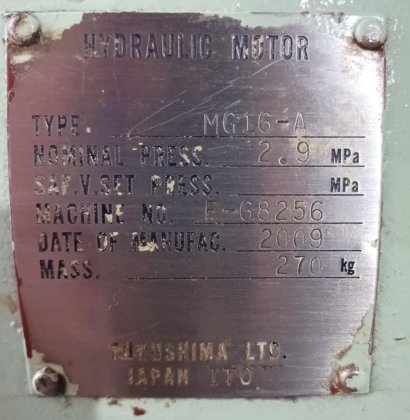 HYDRAULIC MOTOR
TYPE. MG16-A
NOMINAL PRESS. 2.9 MPa
SAF.V.SET PRESS. MPa
MACHINE NO. E-68256
DATE OF MANUFAC. 2009
MASS. 270 kg
LTD.
JAPAN ITO